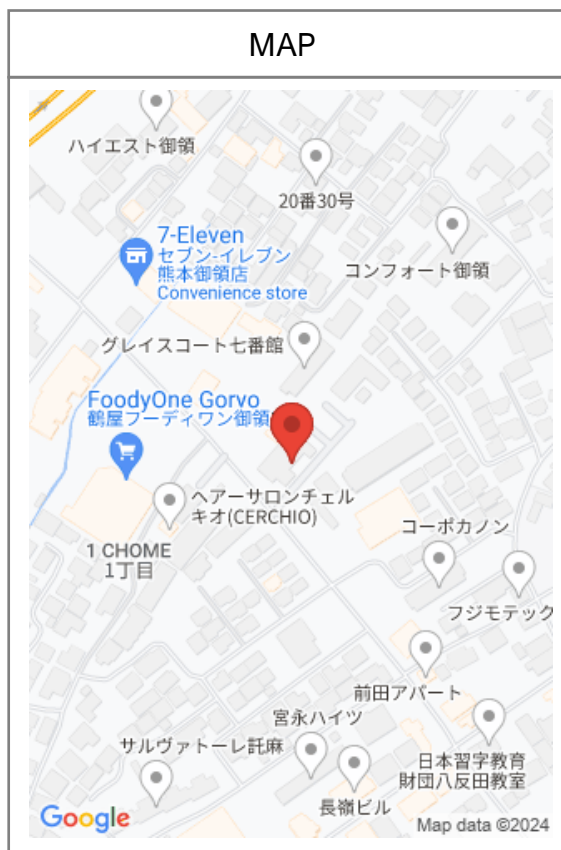 MAP
ハイエスト御領
20番30号
7-Eleven
セブン-イレブン
熊本御領店
Convenience store
コンフォート御領
グレイスコート七番館
FoodyOne Gorvo
鶴屋フーディワン御領
ヘアーサロンチェル
キオ(CERCHIO)
1 CHOME
1丁目
コーポカノン
フジモテック
前田アパート
宮永ハイツ
サルヴァトーレ託麻
日本習字教育
財団八反田教室
長嶺ビル
Google
Map data ©2024